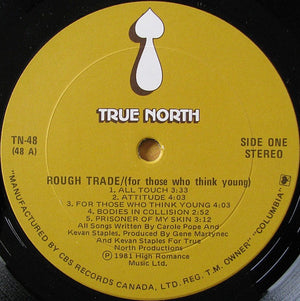 TRUE NORTH
TN-48
(48 A)
SIDE ONE
STEREO
ROUGH TRADE/(for those who think young)
1. ALL TOUCH 3:33
2. ATTITUDE 4:03
3. FOR THOSE WHO THINK YOUNG 4:03
4. BODIES IN COLLISION 2:52
5. PRISONER OF MY SKIN 3:52
All Songs Written by Carole Pope and
Kevan Staples, Produced by Gene Martynec
And Kevan Staples For True
North Productions
℗ 1981 High Romance
Music Ltd.
"MANUFACTURED BY CBS RECORDS CANADA, LTD. REG. T.M. OWNER" "COLUMBIA"